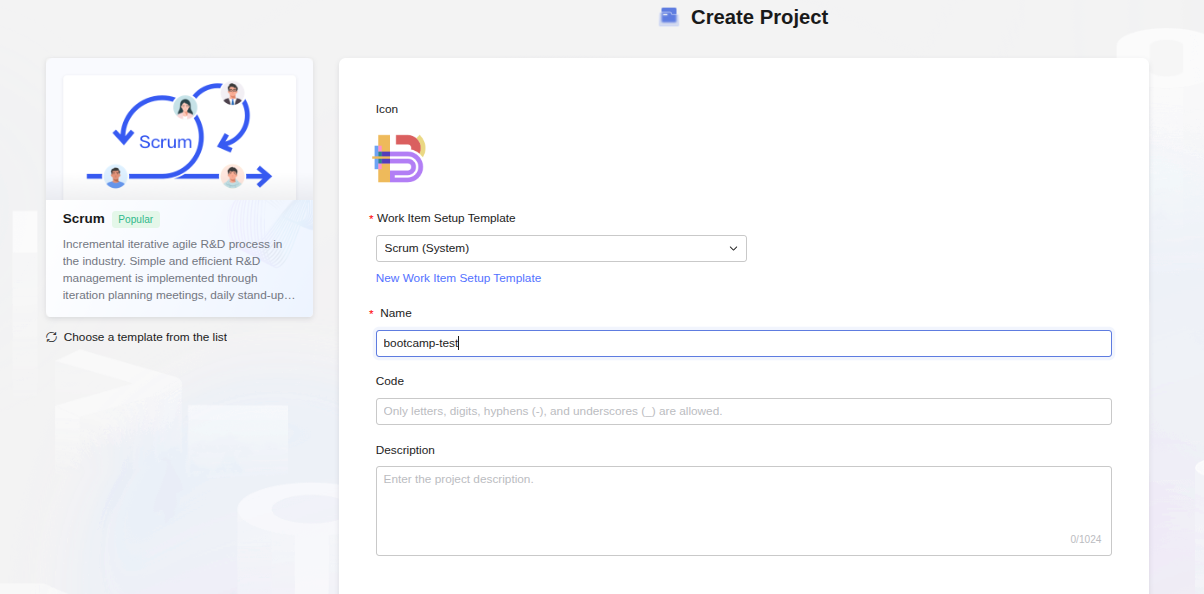 Create Project
Scrum
Scrum Popular
Incremental iterative agile R&D process in
the industry. Simple and efficient R&D
management is implemented through
iteration planning meetings, daily stand-up…
Choose a template from the list
Icon
* Work Item Setup Template
Scrum (System)
New Work Item Setup Template
* Name
bootcamp-test
Code
Only letters, digits, hyphens (-), and underscores (_) are allowed.
Description
Enter the project description.
0/1024